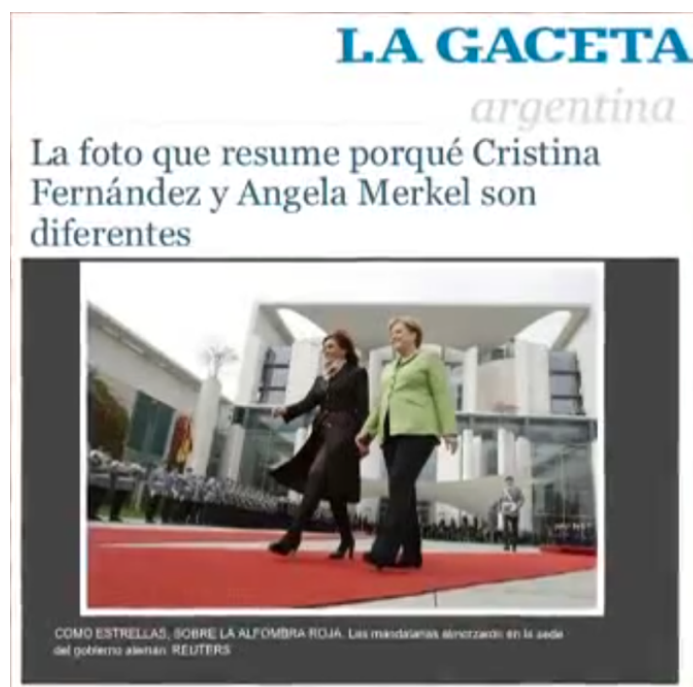 LA GACETA
argentina
La foto que resume porqué Cristina
Fernández y Angela Merkel son
diferentes
COMO ESTRELLAS, SOBRE LA ALFOMBRA ROJA. Las mandatarias almorzarón en la sede
del gobierno alemán. REUTERS